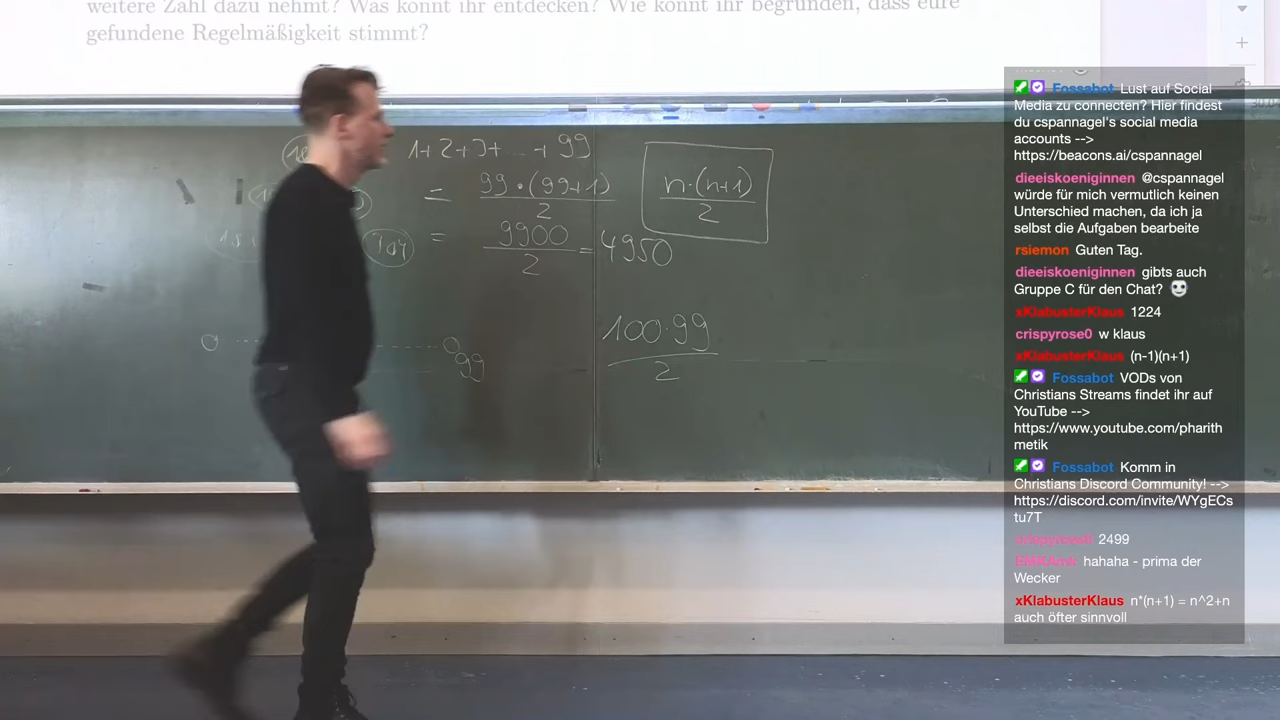 weitere Zahl dazu nehmt? Was könnt ihr entdecken? Wie könnt ihr begründen, dass eure
gefundene Regelmäßigkeit stimmt?
1+2+3+ ... + 99
= 99·(99+1)
2
n·(n+1)
2
104
= 9900
2
= 4950
99
100·99
2
Fossabot Lust auf Social
Media zu connecten? Hier findest
du cspannagel's social media
accounts -->
https://beacons.ai/cspannagel
dieeiskoeniginnen @cspannagel
würde für mich vermutlich keinen
Unterschied machen, da ich ja
selbst die Aufgaben bearbeite
rsiemon Guten Tag.
dieeiskoeniginnen gibts auch
Gruppe C für den Chat?
xKlabusterKlaus 1224
crispyrose0 w klaus
xKlabusterKlaus (n-1)(n+1)
Fossabot VODs von
Christians Streams findet ihr auf
YouTube -->
https://www.youtube.com/pharith
metik
Fossabot Komm in
Christians Discord Community! -->
https://discord.com/invite/WYgECs
tu7T
crispyrose0 2499
hahaha - prima der
Wecker
xKlabusterKlaus n*(n+1) = n^2+n
auch öfter sinnvoll